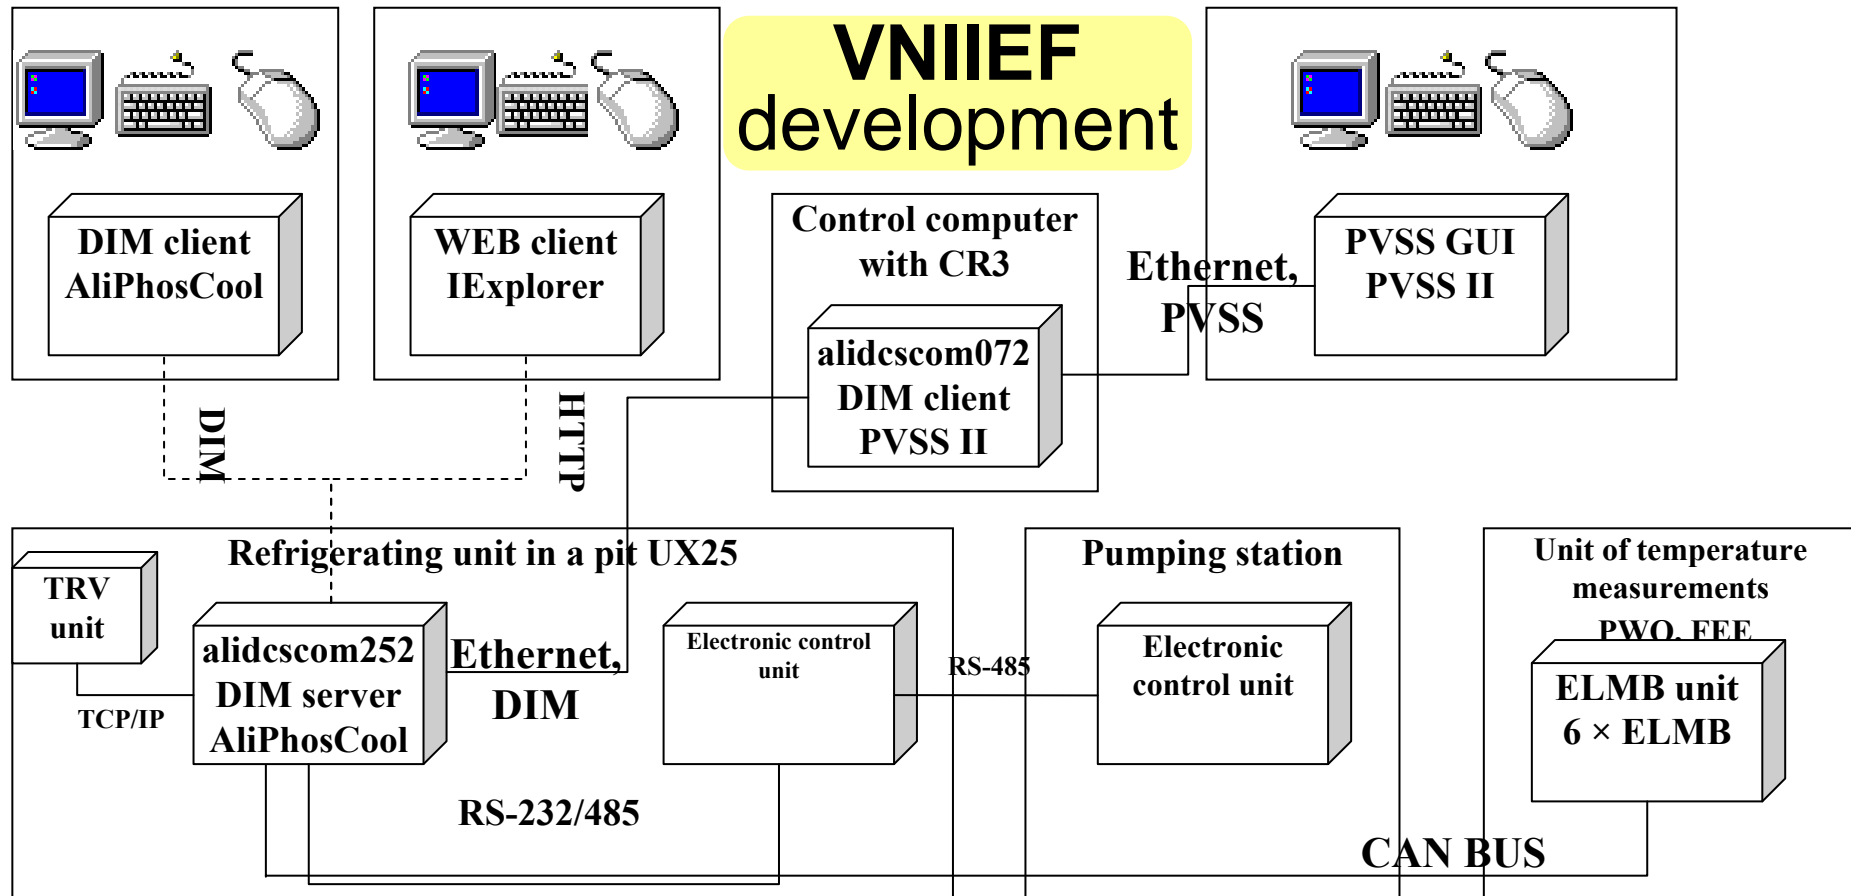 VNIIEF
development
DIM client
AliPhosCool
WEB client
IExplorer
Control computer
with CR3
alidcscom072
DIM client
PVSS II
Ethernet,
PVSS
PVSS GUI
PVSS II
DIM
HTTP
Refrigerating unit in a pit UX25
TRV
unit
TCP/IP
alidcscom252
DIM server
AliPhosCool
Ethernet,
DIM
Electronic control
unit
RS-485
RS-232/485
Pumping station
Electronic
control unit
Unit of temperature
measurements
PWO, FEE
ELMB unit
6 × ELMB
CAN BUS